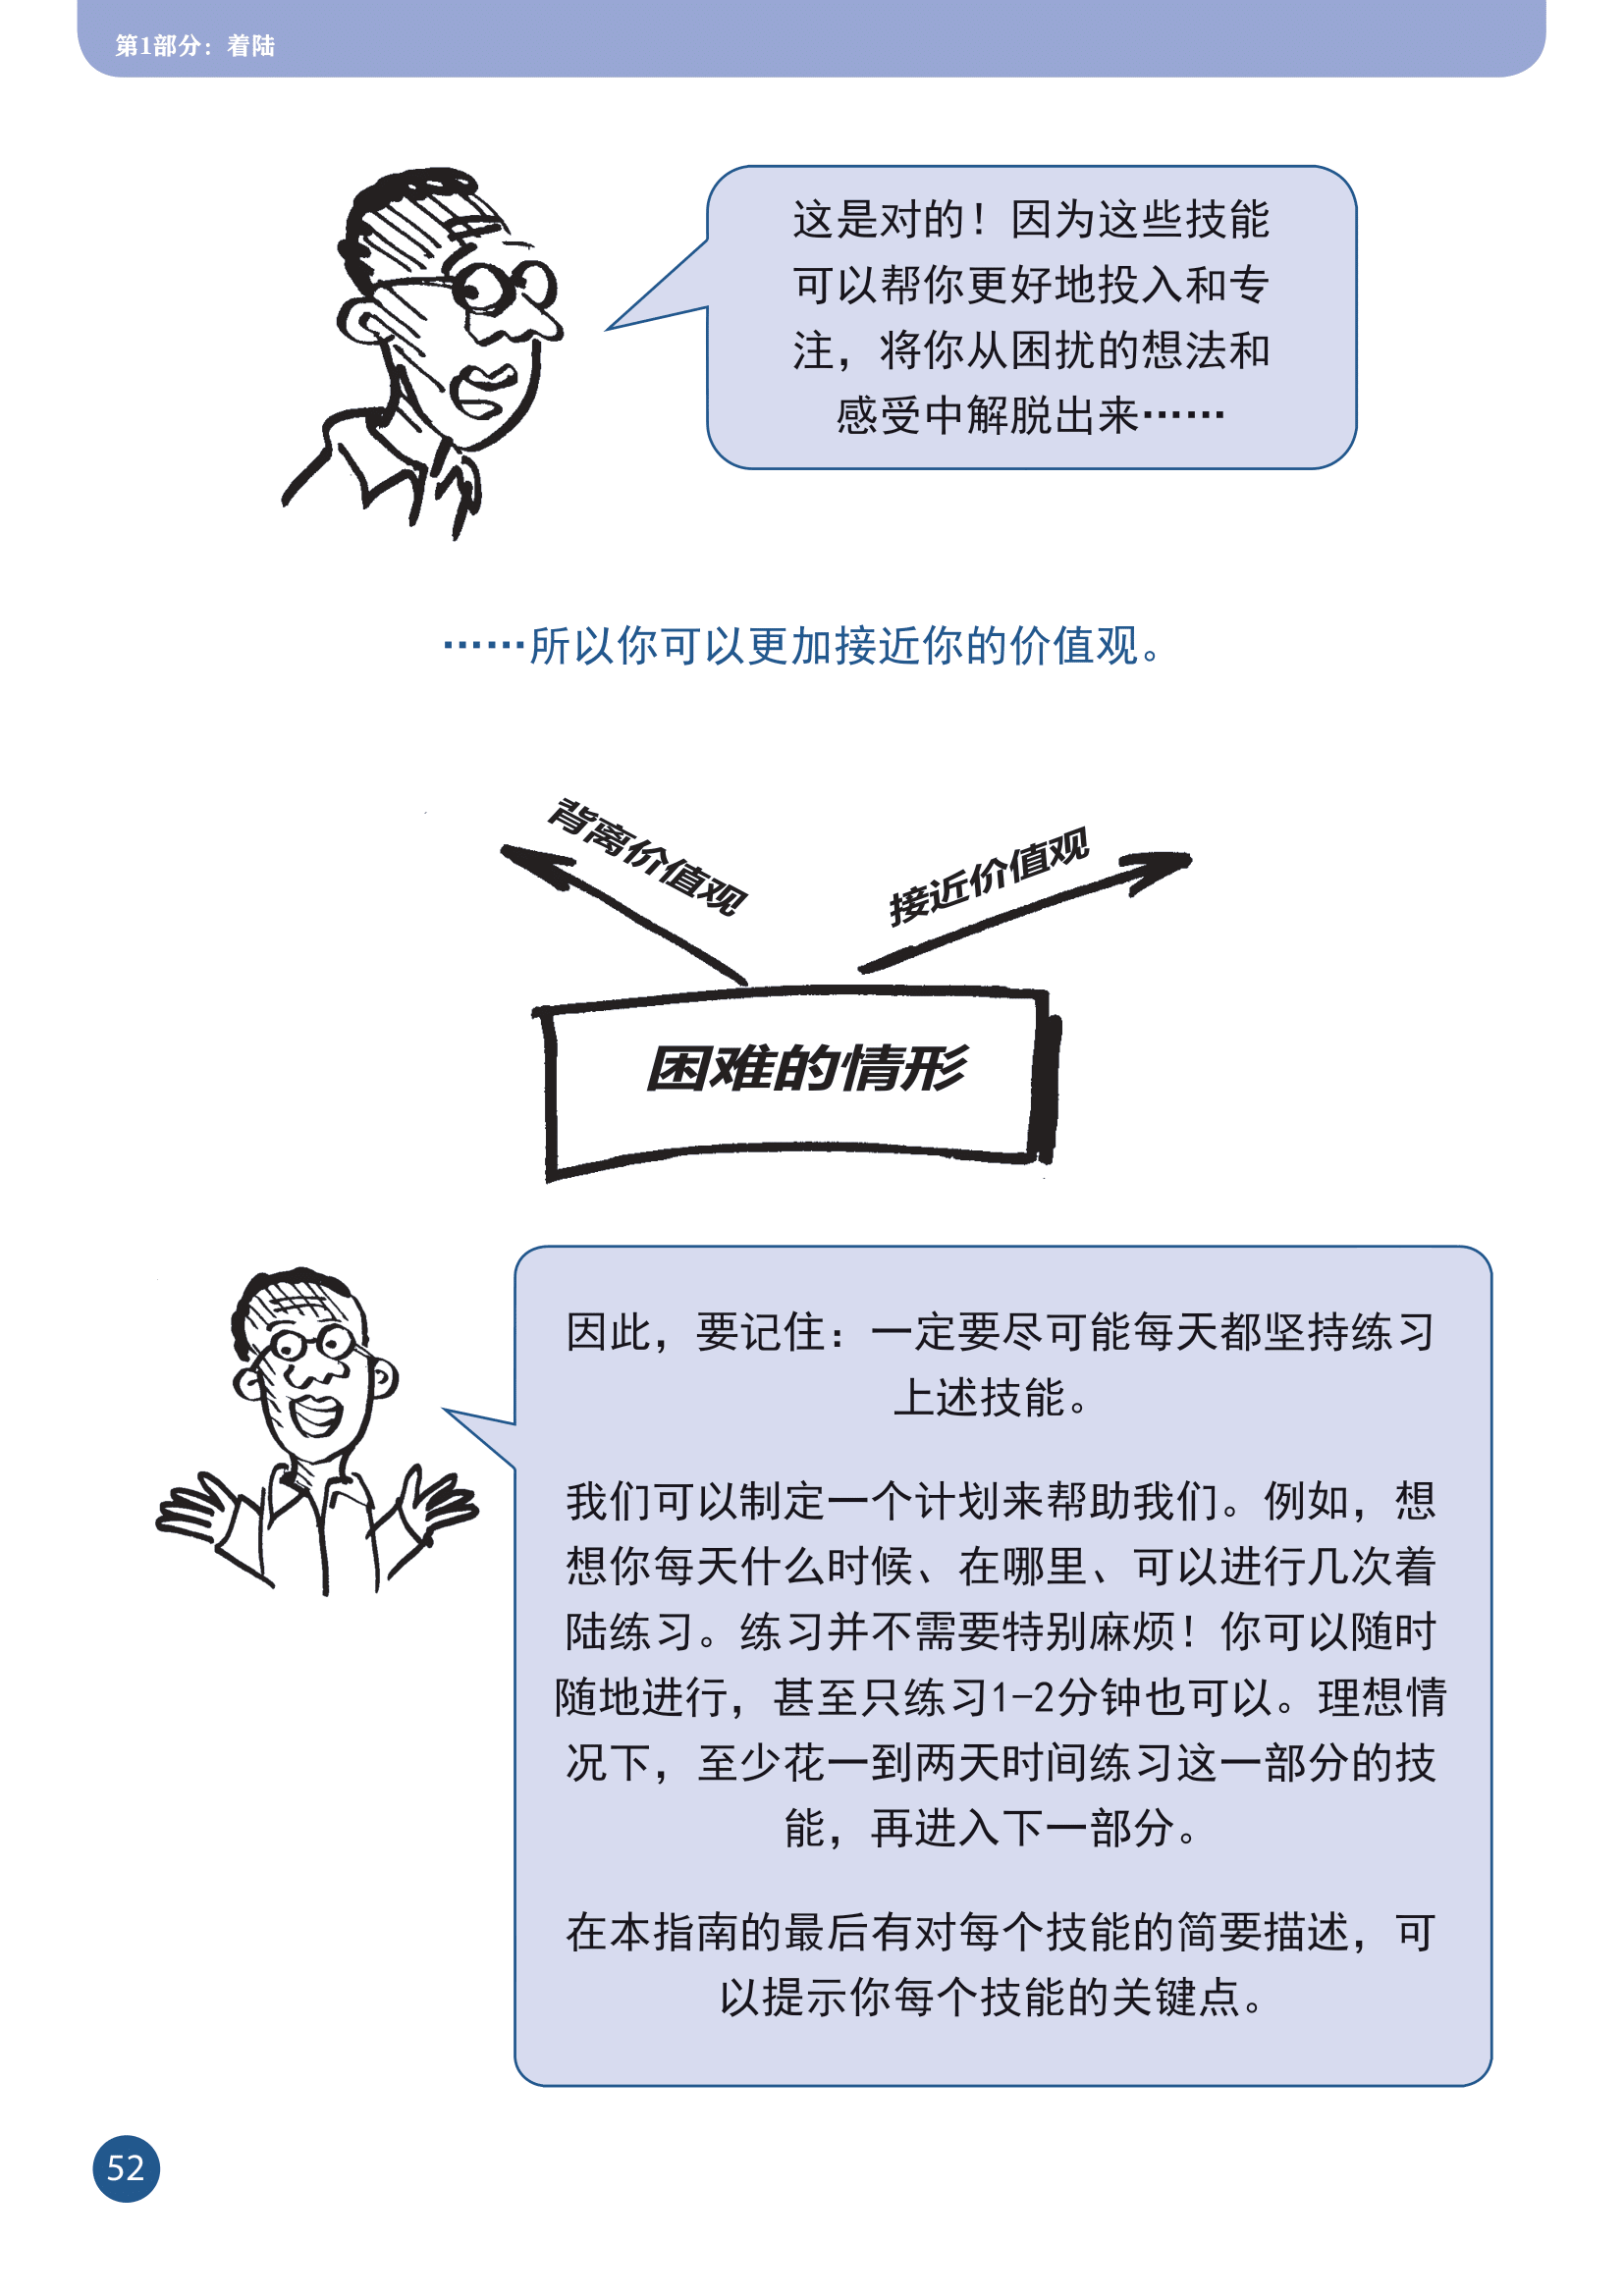 第1部分：着陆
这是对的！因为这些技能
可以帮你更好地投入和专
注，将你从困扰的想法和
感受中解脱出来……
……所以你可以更加接近你的价值观。
背离价值观
接近价值观
困难的情形
因此，要记住：一定要尽可能每天都坚持练习
上述技能。
我们可以制定一个计划来帮助我们。例如，想
想你每天什么时候、在哪里、可以进行几次着
陆练习。练习并不需要特别麻烦！你可以随时
随地进行，甚至只练习1-2分钟也可以。理想情
况下，至少花一到两天时间练习这一部分的技
能，再进入下一部分。
在本指南的最后有对每个技能的简要描述，可
以提示你每个技能的关键点。
52